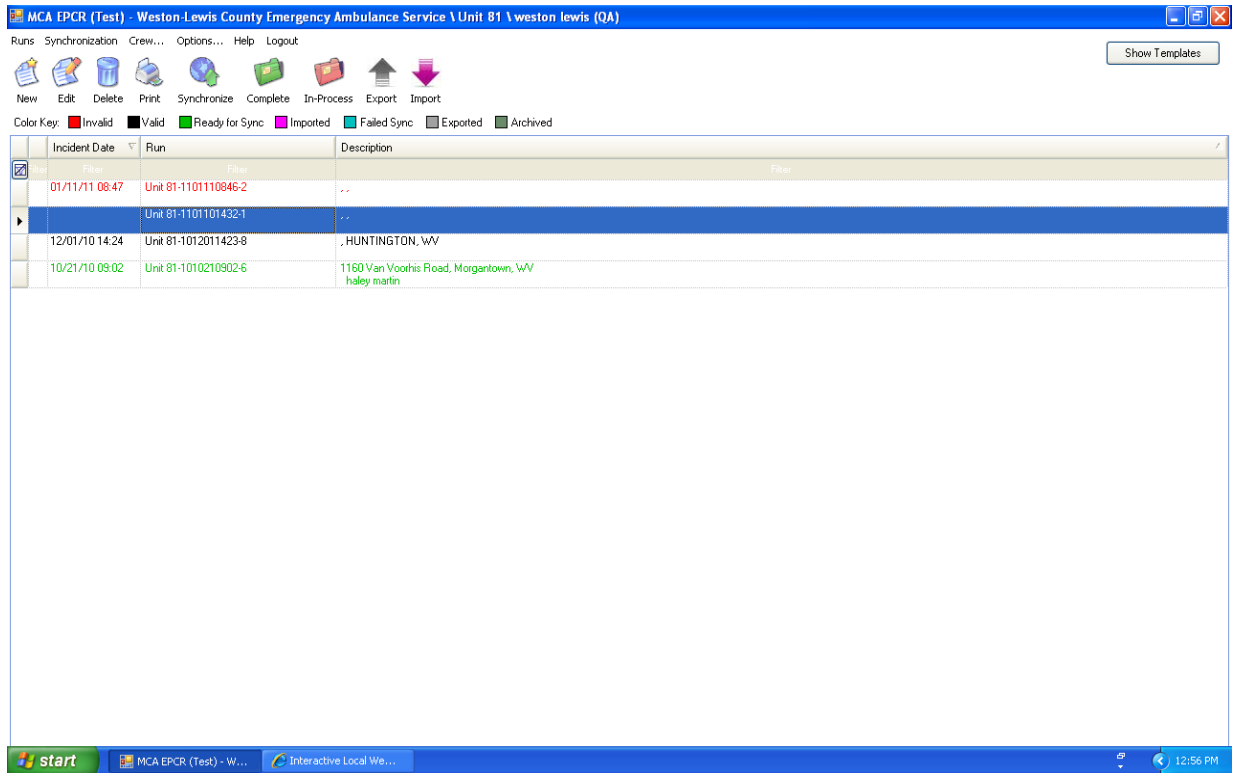 MCA EPCR (Test) - Weston-Lewis County Emergency Ambulance Service \ Unit 81 \ weston lewis (QA)
Runs Synchronization Crew... Options... Help Logout
Show Templates
New Edit Delete Print Synchronize Complete In-Process Export Import
Color Key: Invalid Valid Ready for Sync Imported Failed Sync Exported Archived
Incident Date Run Description
Filter Filter Filter Filter
01/11/11 08:47 Unit 81-1101110846-2 , ,
Unit 81-1101101432-1 , ,
12/01/10 14:24 Unit 81-1012011423-8 , HUNTINGTON, WV
10/21/10 09:02 Unit 81-1010210902-6 1160 Van Voorhis Road, Morgantown, WV
haley martin
start MCA EPCR (Test) - W... Interactive Local We... 12:56 PM